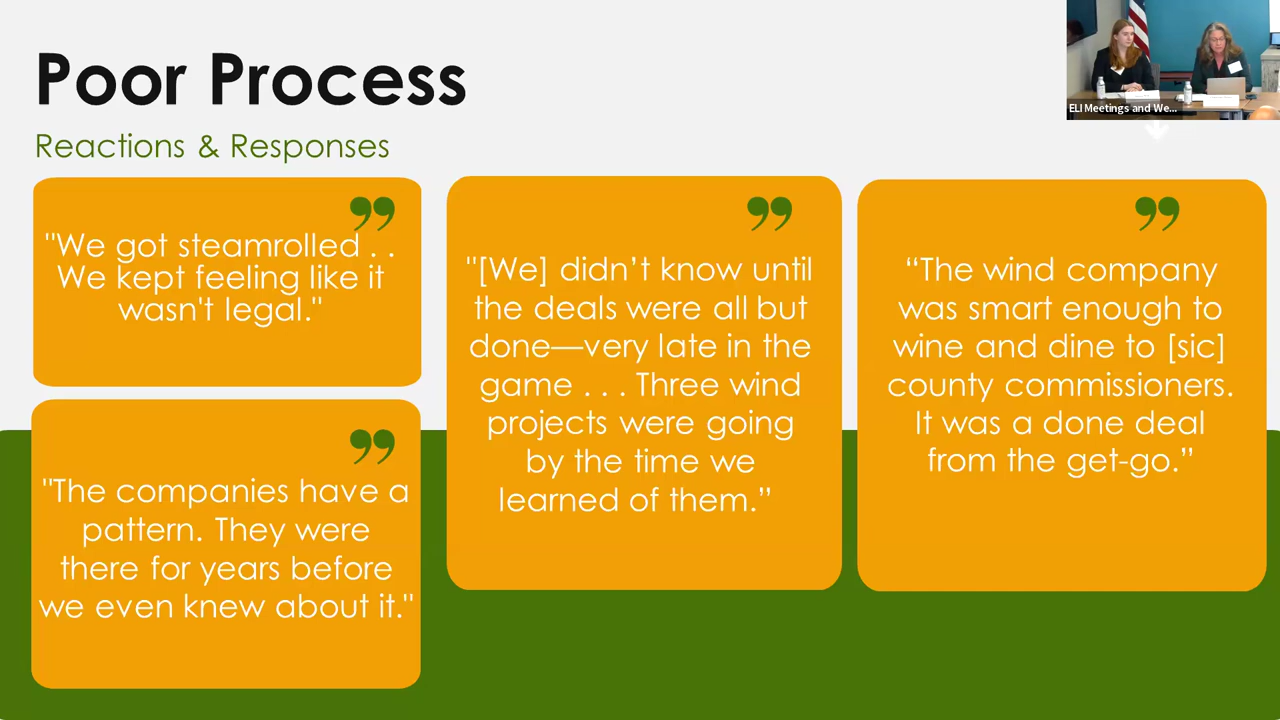 Poor Process
Reactions & Responses
"We got steamrolled . .
We kept feeling like it
wasn't legal."
"The companies have a
pattern. They were
there for years before
we even knew about it."
"[We] didn’t know until
the deals were all but
done—very late in the
game . . . Three wind
projects were going
by the time we
learned of them.”
“The wind company
was smart enough to
wine and dine to [sic]
county commissioners.
It was a done deal
from the get-go.”
ELI Meetings and We...